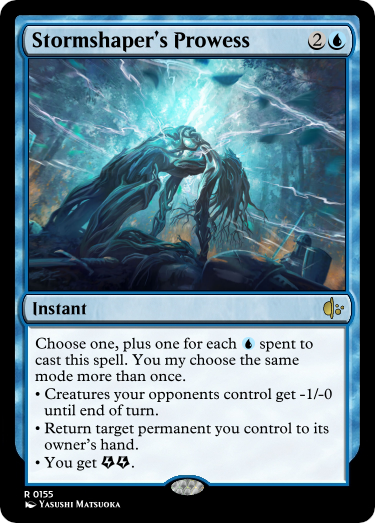 Stormshaper's Prowess 2
Instant
Choose one, plus one for each spent to
cast this spell. You my choose the same
mode more than once.
• Creatures your opponents control get -1/-0
until end of turn.
• Return target permanent you control to its
owner's hand.
• You get .
R 0155
Yasushi Matsuoka